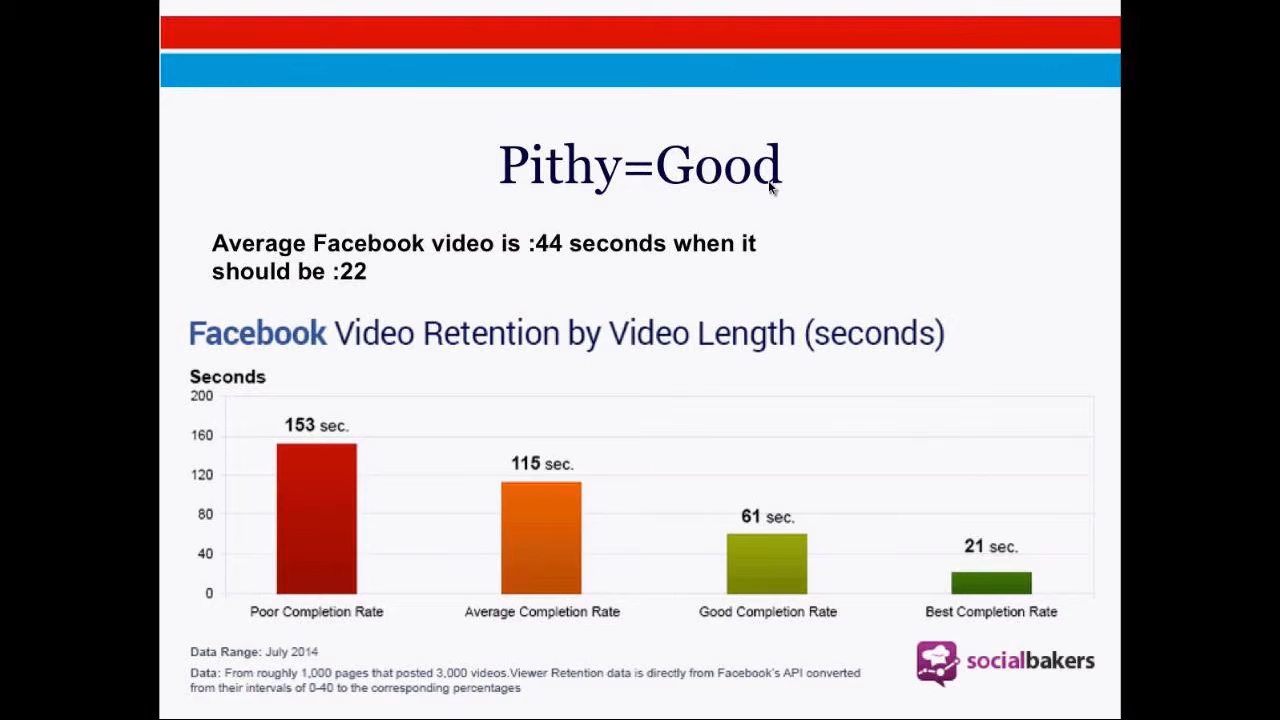 Pithy=Good
Average Facebook video is :44 seconds when it
should be :22
Facebook Video Retention by Video Length (seconds)
Seconds
200
160
120
80
40
0
153 sec.
115 sec.
61 sec.
21 sec.
Poor Completion Rate
Average Completion Rate
Good Completion Rate
Best Completion Rate
Data Range: July 2014
Data: From roughly 1,000 pages that posted 3,000 videos.Viewer Retention data is directly from Facebook's API converted
from their intervals of 0-40 to the corresponding percentages
socialbakers